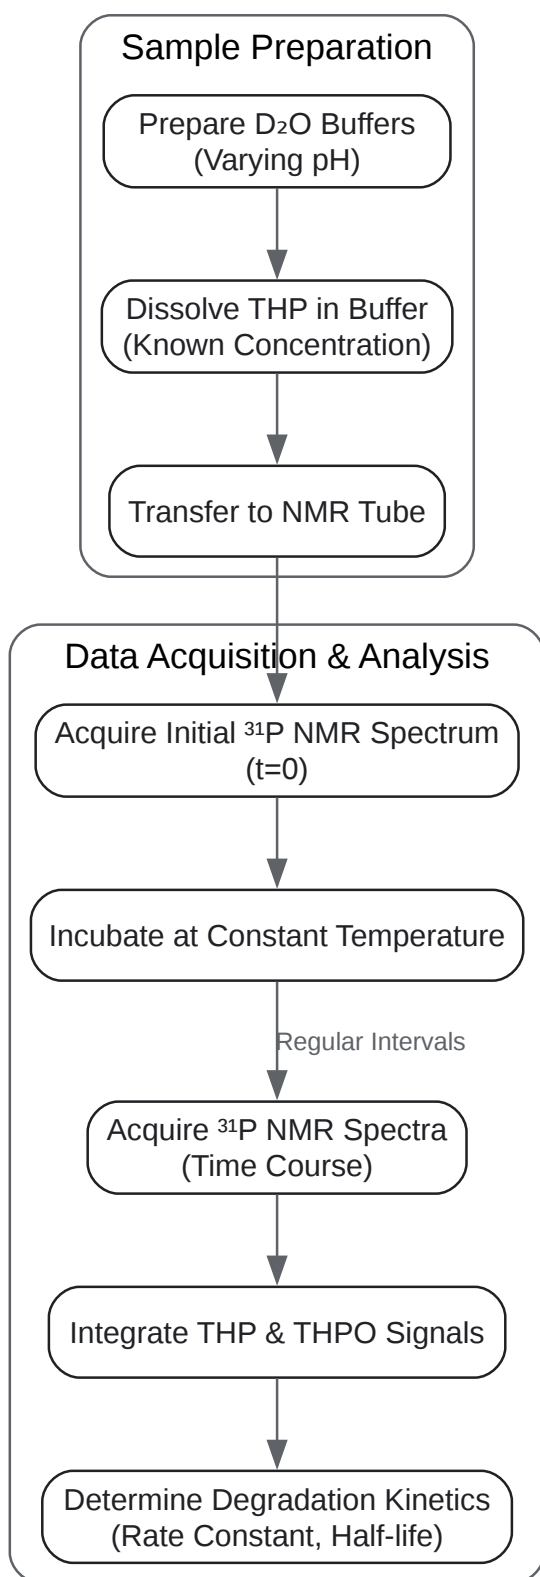 Sample Preparation
Prepare D₂O Buffers
(Varying pH)
Dissolve THP in Buffer
(Known Concentration)
Transfer to NMR Tube
Data Acquisition & Analysis
Acquire Initial ³¹P NMR Spectrum
(t=0)
Incubate at Constant Temperature
Regular Intervals
Acquire ³¹P NMR Spectra
(Time Course)
Integrate THP & THPO Signals
Determine Degradation Kinetics
(Rate Constant, Half-life)